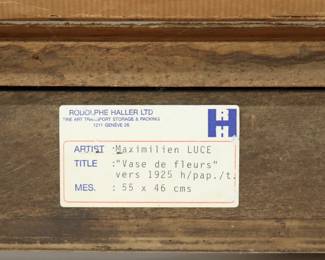 RODOLPHE HALLER LTD
FINE ART TRANSPORT STORAGE & PACKING
1211 GENÈVE 26
R H
ARTIST : Maximilien LUCE
TITLE : "Vase de fleurs"
vers 1925 h/pap./t.
MES. : 55 x 46 cms